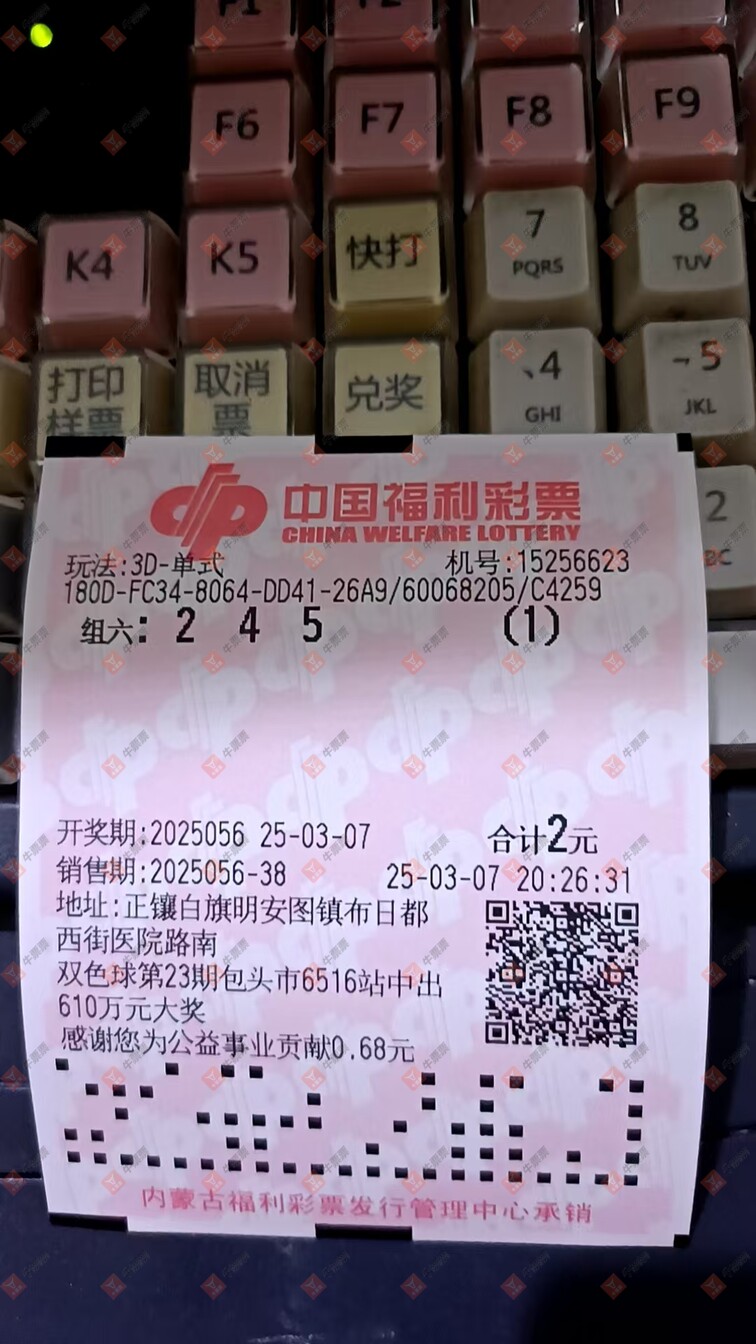 F1
F2
F6
F7
F8
F9
K4
K5
快打
7
PQRS
8
TUV
打印
样票
取消
票
兑奖
、4
GHI
¬5
JKL
2
中国福利彩票
CHINA WELFARE LOTTERY
玩法:3D-单式 机号:15256623
180D-FC34-8064-DD41-26A9/60068205/C4259
组六: 2 4 5 (1)
开奖期:2025056 25-03-07 合计2元
销售期:2025056-38 25-03-07 20:26:31
地址:正镶白旗明安图镇布日都
西街医院路南
双色球第23期包头市6516站中出
610万元大奖
感谢您为公益事业贡献0.68元
内蒙古福利彩票发行管理中心承销
牛票票